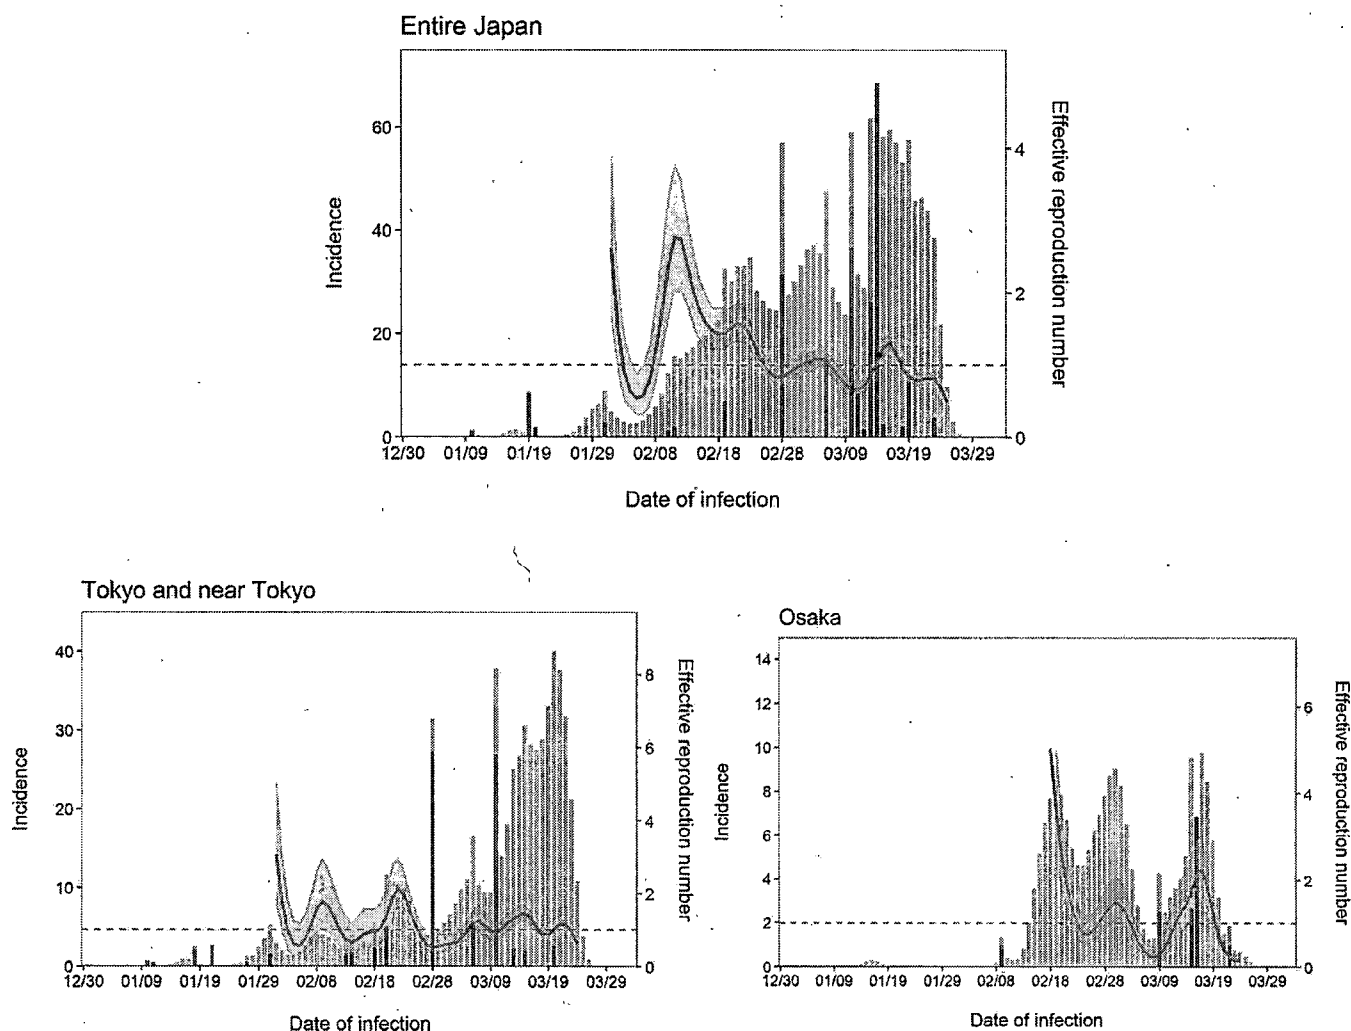 Entire Japan
60
40
20
0
Incidence
4
2
0
Effective reproduction number
12/30 01/09 01/19 01/29 02/08 02/18 02/28 03/09 03/19 03/29
Date of infection
Tokyo and near Tokyo
40
30
20
10
0
Incidence
8
6
4
2
0
Effective reproduction number
12/30 01/09 01/19 01/29 02/08 02/18 02/28 03/09 03/19 03/29
Date of infection
Osaka
14
12
10
8
6
4
2
0
Incidence
6
4
2
0
Effective reproduction number
12/30 01/09 01/19 01/29 02/08 02/18 02/28 03/09 03/19 03/29
Date of infection